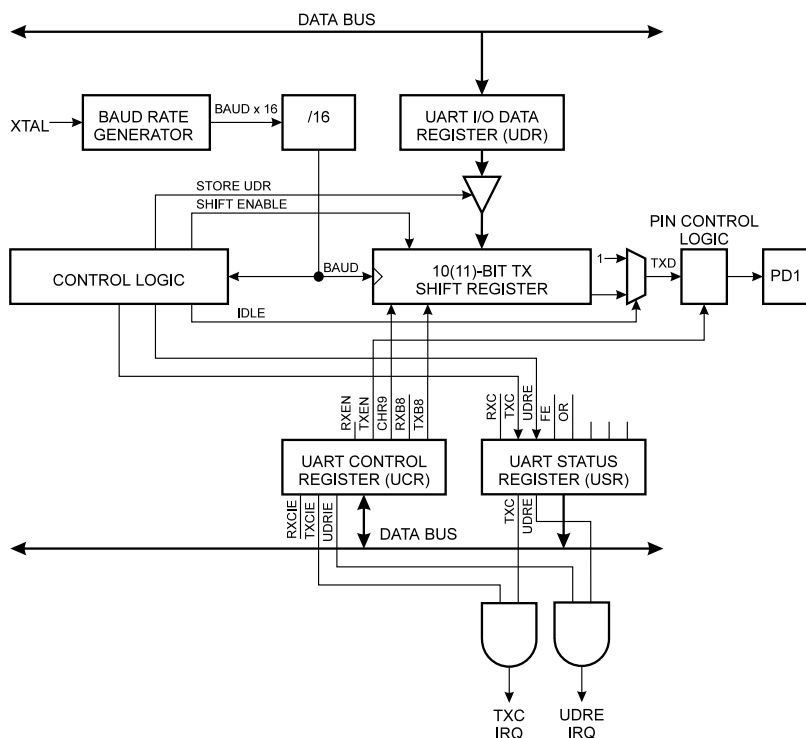 DATA BUS
XTAL
BAUD RATE
GENERATOR
BAUD x 16
/16
UART I/O DATA
REGISTER (UDR)
STORE UDR
SHIFT ENABLE
PIN CONTROL
LOGIC
CONTROL LOGIC
BAUD
10(11)-BIT TX
SHIFT REGISTER
1
TXD
PD1
IDLE
RXEN
TXEN
CHR9
RXB8
TXB8
RXC
TXC
UDRE
FE
OR
UART CONTROL
REGISTER (UCR)
UART STATUS
REGISTER (USR)
RXCIE
TXCIE
UDRIE
TXC
UDRE
DATA BUS
TXC
IRQ
UDRE
IRQ